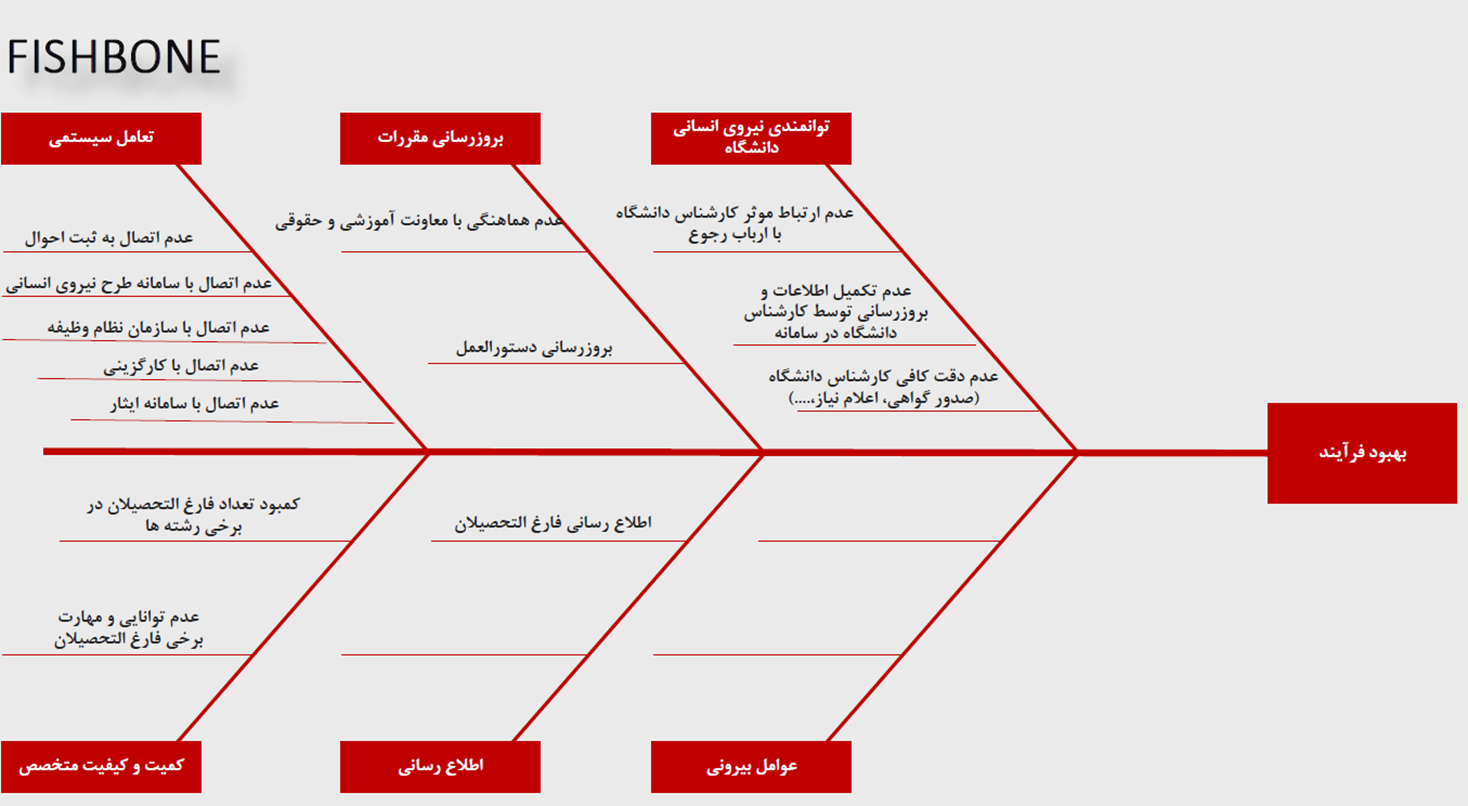 FISHBONE
توانمندی نیروی انسانی
دانشگاه
بروزرسانی مقررات
تعامل سیستمی
عدم ارتباط موثر کارشناس دانشگاه
با ارباب رجوع
عدم تکمیل اطلاعات و
بروزرسانی توسط کارشناس
دانشگاه در سامانه
عدم دقت کافی کارشناس دانشگاه
(صدور گواهی، اعلام نیاز،....)
عدم هماهنگی با معاونت آموزشی و حقوقی
بروزرسانی دستورالعمل
عدم اتصال به ثبت احوال
عدم اتصال با سامانه طرح نیروی انسانی
عدم اتصال با سازمان نظام وظیفه
عدم اتصال با کارگزینی
عدم اتصال با سامانه ایثار
بهبود فرآیند
اطلاع رسانی فارغ التحصیلان
کمبود تعداد فارغ التحصیلان در
برخی رشته ها
عدم توانایی و مهارت
برخی فارغ التحصیلان
عوامل بیرونی
اطلاع رسانی
کمیت و کیفیت متخصص